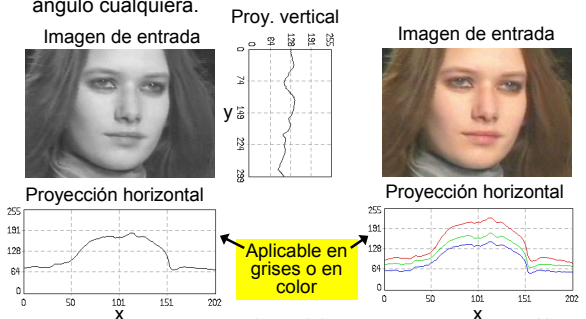 ángulo cualquiera.
Proy. vertical
Imagen de entrada
0 64 128 191 255
0
74
y
149
224
299
Imagen de entrada
Proyección horizontal
255
191
128
64
0
0 50 101 151 202
X
Aplicable en
grises o en
color
Proyección horizontal
255
191
128
64
0
0 50 101 151 202
X